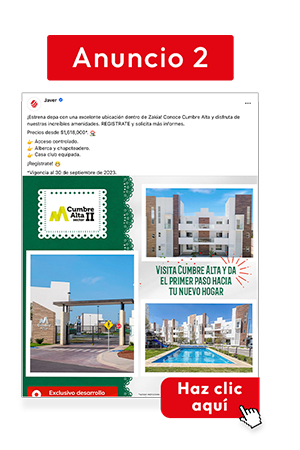 Anuncio 2
Javer
¡Estrena depa con una excelente ubicación dentro de Zakia! Conoce Cumbre Alta y disfruta de
nuestras increíbles amenidades. REGÍSTRATE y solicita más informes.
Precios desde $1,618,000*.
Acceso controlado.
Alberca y chapoteadero.
Casa club equipada.
¡Regístrate!
*Vigencia al 30 de septiembre de 2023.
Cumbre
Alta II
sector
VISITA CUMBRE ALTA Y DA
EL PRIMER PASO HACIA
TU NUEVO HOGAR
Exclusivo desarrollo
Haz clic
aquí